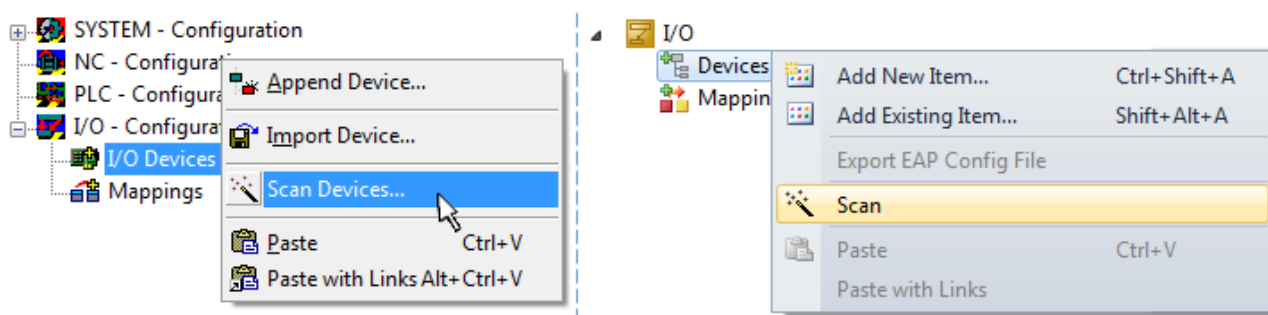 SYSTEM - Configuration
NC - Configurat
PLC - Configura
I/O - Configurat
I/O Devices
Mappings
Append Device...
Import Device...
Scan Devices...
Paste Ctrl+V
Paste with Links Alt+Ctrl+V
I/O
Devices
Mappin
Add New Item... Ctrl+Shift+A
Add Existing Item... Shift+Alt+A
Export EAP Config File
Scan
Paste Ctrl+V
Paste with Links